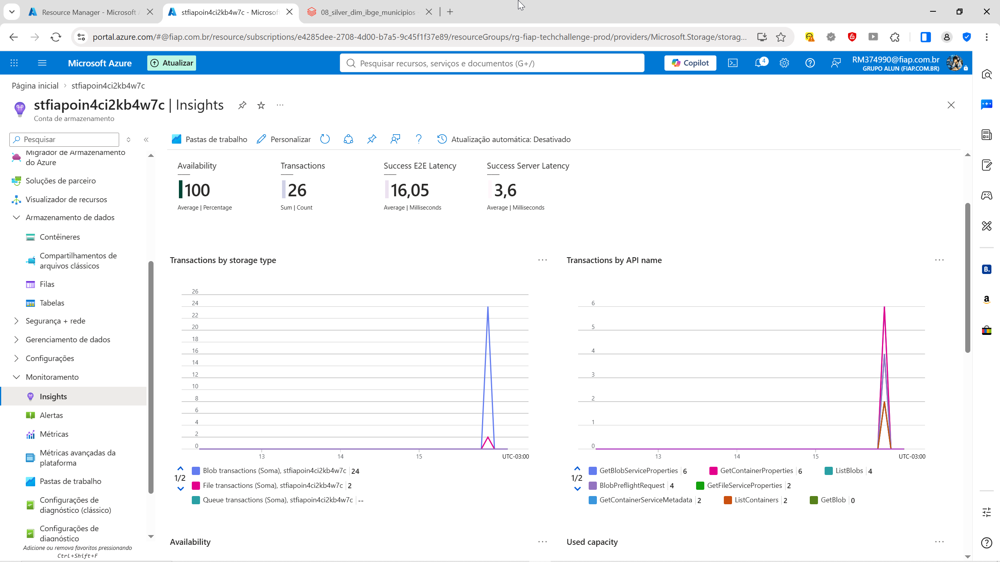 Resource Manager - Microsoft
stfiapoin4ci2kb4w7c - Microsoft
08_silver_dim_ibge_municipios
portal.azure.com/#@fiap.com.br/resource/subscriptions/e4285dee-2708-4d00-b7a5-9c45f1f37e89/resourceGroups/rg-fiap-techchallenge-prod/providers/Microsoft.Storage/storag...
Microsoft Azure
Atualizar
Pesquisar recursos, serviços e documentos (G+/)
Copilot
4
RM374990@fiap.com.br
GRUPO ALUN (FIAP.COM.BR)
Página inicial
stfiapoin4ci2kb4w7c
stfiapoin4ci2kb4w7c | Insights
Conta de armazenamento
Pesquisar
Pastas de trabalho
Personalizar
Atualização automática: Desativado
Migrador de Armazenamento
do Azure
Soluções de parceiro
Visualizador de recursos
Armazenamento de dados
Contêineres
Compartilhamentos de
arquivos clássicos
Filas
Tabelas
Segurança + rede
Gerenciamento de dados
Configurações
Monitoramento
Insights
Alertas
Métricas
Métricas avançadas da
plataforma
Pastas de trabalho
Configurações de
diagnóstico (clássico)
Configurações de
diagnóstico
Adicione ou remova favoritos pressionando
Ctrl+Shift+F
Availability
100
Average | Percentage
Transactions
26
Sum | Count
Success E2E Latency
16,05
Average | Milliseconds
Success Server Latency
3,6
Average | Milliseconds
Transactions by storage type
26
24
22
20
18
16
14
12
10
8
6
4
2
0
13 14 15 UTC-03:00
1/2
Blob transactions (Soma), stfiapoin4ci2kb4w7c 24
File transactions (Soma), stfiapoin4ci2kb4w7c 2
Queue transactions (Soma), stfiapoin4ci2kb4w7c --
Transactions by API name
6
5
4
3
2
1
0
13 14 15 UTC-03:00
1/2
GetBlobServiceProperties 6 GetContainerProperties 6 ListBlobs 4
BlobPreflightRequest 4 GetFileServiceProperties 2
GetContainerServiceMetadata 2 ListContainers 2 GetBlob 0
Availability
Used capacity
B.
a